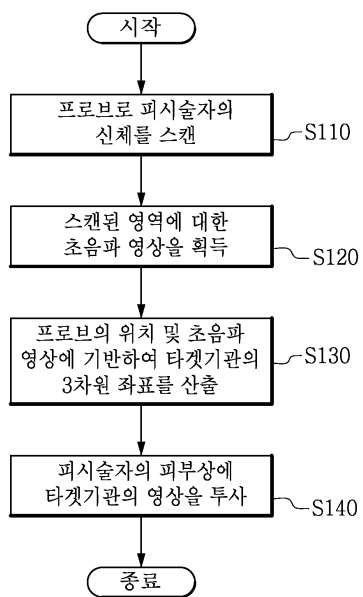 시작
프로브로 피시술자의
신체를 스캔
S110
스캔된 영역에 대한
초음파 영상을 획득
S120
프로브의 위치 및 초음파
영상에 기반하여 타겟기관의
3차원 좌표를 산출
S130
피시술자의 피부상에
타겟기관의 영상을 투사
S140
종료